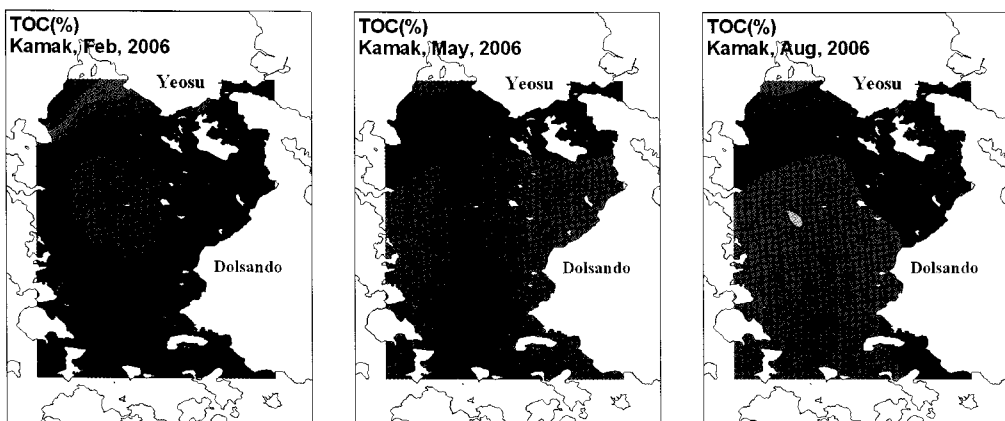 TOC(%)
Kamak, Feb, 2006
Yeosu
Dolsando
TOC(%)
Kamak, May, 2006
Yeosu
Dolsando
TOC(%)
Kamak, Aug, 2006
Yeosu
Dolsando